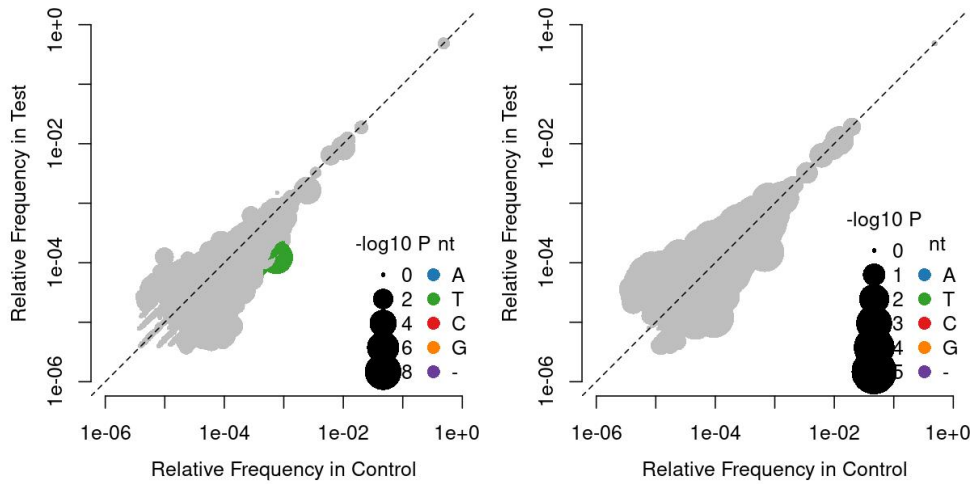 1e+0
1e-02
1e-04
1e-06
Relative Frequency in Test
-log10 P nt
0 A
2 T
4 C
6 G
8 -
1e-06 1e-04 1e-02 1e+0
Relative Frequency in Control
1e+0
1e-02
1e-04
1e-06
Relative Frequency in Test
-log10 P
nt
0
1 A
2 T
3 C
4 G
5 -
1e-06 1e-04 1e-02 1e+0
Relative Frequency in Control